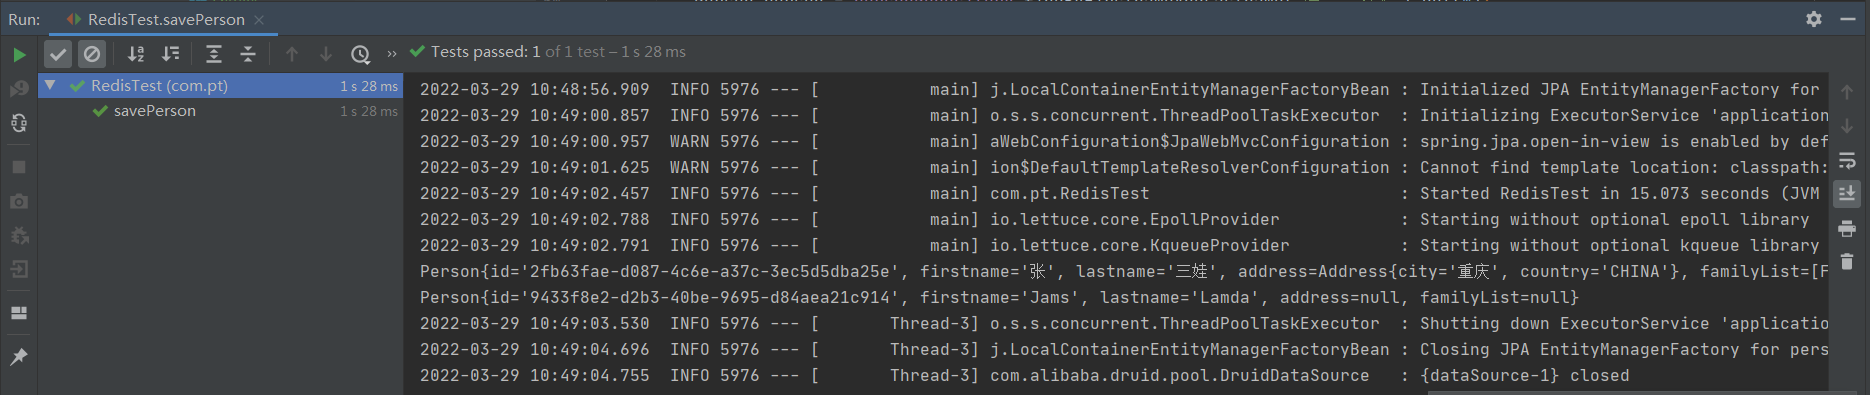 Run: RedisTest.savePerson
Tests passed: 1 of 1 test – 1 s 28 ms
RedisTest (com.pt) 1 s 28 ms
savePerson 1 s 28 ms
2022-03-29 10:48:56.909  INFO 5976 --- [           main] j.LocalContainerEntityManagerFactoryBean : Initialized JPA EntityManagerFactory for
2022-03-29 10:49:00.857  INFO 5976 --- [           main] o.s.s.concurrent.ThreadPoolTaskExecutor  : Initializing ExecutorService 'application
2022-03-29 10:49:00.957  WARN 5976 --- [           main] aWebConfiguration$JpaWebMvcConfiguration : spring.jpa.open-in-view is enabled by def
2022-03-29 10:49:01.625  WARN 5976 --- [           main] ion$DefaultTemplateResolverConfiguration : Cannot find template location: classpath:
2022-03-29 10:49:02.457  INFO 5976 --- [           main] com.pt.RedisTest                         : Started RedisTest in 15.073 seconds (JVM
2022-03-29 10:49:02.788  INFO 5976 --- [           main] io.lettuce.core.EpollProvider            : Starting without optional epoll library
2022-03-29 10:49:02.791  INFO 5976 --- [           main] io.lettuce.core.KqueueProvider           : Starting without optional kqueue library
Person{id='2fb63fae-d087-4c6e-a37c-3ec5d5dba25e', firstname='张', lastname='三娃', address=Address{city='重庆', country='CHINA'}, familyList=[F
Person{id='9433f8e2-d2b3-40be-9695-d84aea21c914', firstname='Jams', lastname='Lamda', address=null, familyList=null}
2022-03-29 10:49:03.530  INFO 5976 --- [       Thread-3] o.s.s.concurrent.ThreadPoolTaskExecutor  : Shutting down ExecutorService 'applicatio
2022-03-29 10:49:04.696  INFO 5976 --- [       Thread-3] j.LocalContainerEntityManagerFactoryBean : Closing JPA EntityManagerFactory for pers
2022-03-29 10:49:04.755  INFO 5976 --- [       Thread-3] com.alibaba.druid.pool.DruidDataSource   : {dataSource-1} closed